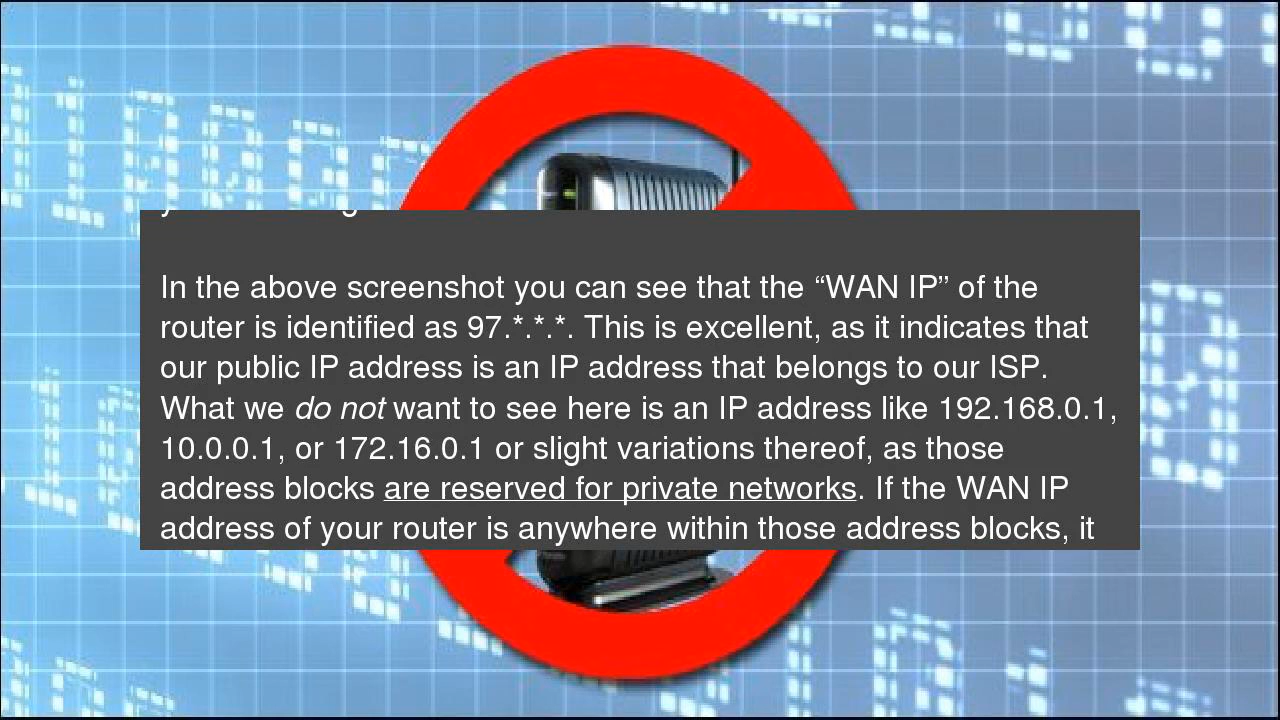 In the above screenshot you can see that the “WAN IP” of the
router is identified as 97.*.*.*. This is excellent, as it indicates that
our public IP address is an IP address that belongs to our ISP.
What we do not want to see here is an IP address like 192.168.0.1,
10.0.0.1, or 172.16.0.1 or slight variations thereof, as those
address blocks are reserved for private networks. If the WAN IP
address of your router is anywhere within those address blocks, it